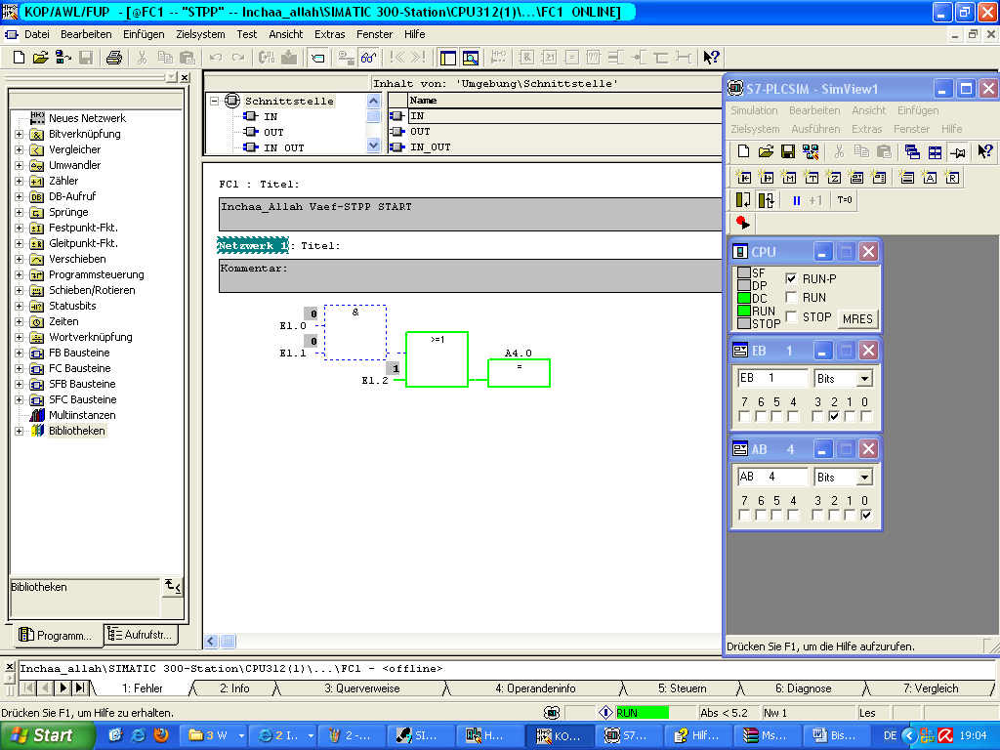 KOP/AWL/FUP - [@FC1 -- "STPP" -- Inchaa_allah\SIMATIC 300-Station\CPU312(1)\...\FC1 ONLINE]
Datei Bearbeiten Einfügen Zielsystem Test Ansicht Extras Fenster Hilfe
Inhalt von: 'Umgebung\Schnittstelle'
Schnittstelle
IN
OUT
IN_OUT
Name
IN
OUT
IN_OUT
Neues Netzwerk
Bitverknüpfung
Vergleicher
Umwandler
Zähler
DB-Aufruf
Sprünge
Festpunkt-Fkt.
Gleitpunkt-Fkt.
Verschieben
Programmsteuerung
Schieben/Rotieren
Statusbits
Zeiten
Wortverknüpfung
FB Bausteine
FC Bausteine
SFB Bausteine
SFC Bausteine
Multiinstanzen
Bibliotheken
Bibliotheken
Programm... Aufrufstr...
FC1 : Titel:
Inchaa_Allah Vaef-STPP START
Netzwerk 1: Titel:
Kommentar:
0 &
E1.0
0 >=1
E1.1 A4.0
1 =
E1.2
S7-PLCSIM - SimView1
Simulation Bearbeiten Ansicht Einfügen
Zielsystem Ausführen Extras Fenster Hilfe
+1 T=0
CPU
SF
DP
DC
RUN
STOP
RUN-P
RUN
STOP
MRES
EB 1
EB 1 Bits
7 6 5 4 3 2 1 0
AB 4
AB 4 Bits
7 6 5 4 3 2 1 0
Drücken Sie F1, um die Hilfe aufzurufen.
Inchaa_allah\SIMATIC 300-Station\CPU312(1)\...\FC1 - <offline>
1: Fehler 2: Info 3: Querverweise 4: Operandeninfo 5: Steuern 6: Diagnose 7: Vergleich
Drücken Sie F1, um Hilfe zu erhalten. RUN Abs < 5.2 Nw 1 Les
Start 3 W 2 I... 2 -... SI... H... KO... S7... Hilf... Ms... Bis... DE 19:04